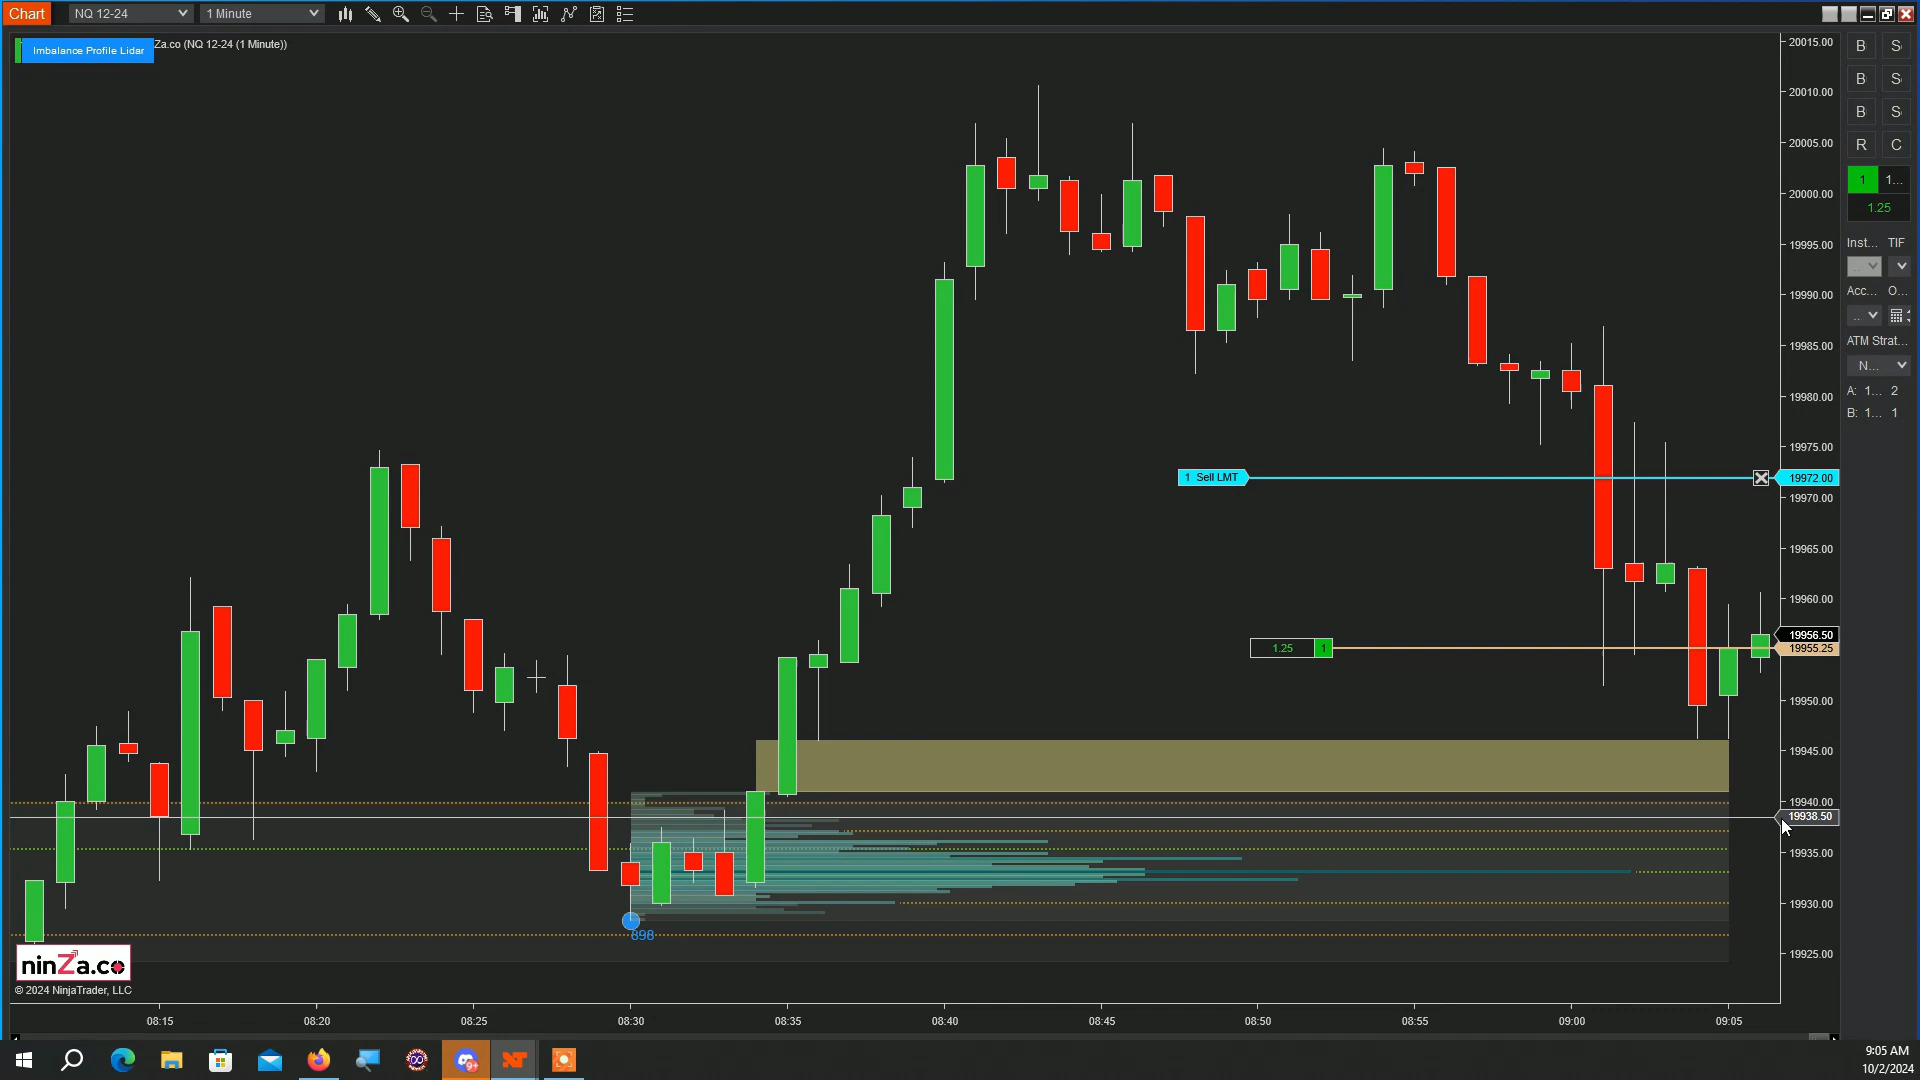 Chart NQ 12-24 1 Minute
Imbalance Profile Lidar Za.co (NQ 12-24 (1 Minute))
20015.00
20010.00
20005.00
20000.00
19995.00
19990.00
19985.00
19980.00
19975.00
1 Sell LMT 19972.00
19970.00
19965.00
19960.00
19956.50
1.25 1 19955.25
19950.00
19945.00
19940.00
19938.50
19935.00
19930.00
898
19925.00
ninZa.co
© 2024 NinjaTrader, LLC
08:15 08:20 08:25 08:30 08:35 08:40 08:45 08:50 08:55 09:00 09:05
B S
B S
B S
R C
1 1...
1.25
Inst... TIF
...
Acc... O...
...
ATM Strat...
N...
A: 1... 2
B: 1... 1
9+
9:05 AM
10/2/2024